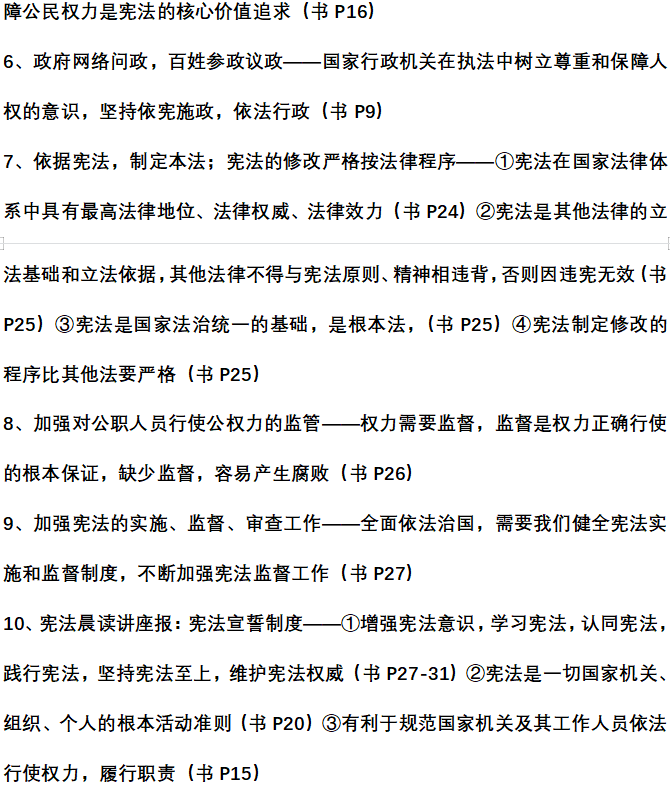 障公民权力是宪法的核心价值追求（书 P16）
6、政府网络问政，百姓参政议政——国家行政机关在执法中树立尊重和保障人
权的意识，坚持依宪施政，依法行政（书 P9）
7、依据宪法，制定本法；宪法的修改严格按法律程序——①宪法在国家法律体
系中具有最高法律地位、法律权威、法律效力（书 P24）②宪法是其他法律的立
法基础和立法依据，其他法律不得与宪法原则、精神相违背，否则因违宪无效（书
P25）③宪法是国家法治统一的基础，是根本法，（书 P25）④宪法制定修改的
程序比其他法要严格（书 P25）
8、加强对公职人员行使公权力的监管——权力需要监督，监督是权力正确行使
的根本保证，缺少监督，容易产生腐败（书 P26）
9、加强宪法的实施、监督、审查工作——全面依法治国，需要我们健全宪法实
施和监督制度，不断加强宪法监督工作（书 P27）
10、宪法晨读讲座报：宪法宣誓制度——①增强宪法意识，学习宪法，认同宪法，
践行宪法，坚持宪法至上，维护宪法权威（书 P27-31）②宪法是一切国家机关、
组织、个人的根本活动准则（书 P20）③有利于规范国家机关及其工作人员依法
行使权力，履行职责（书 P15）